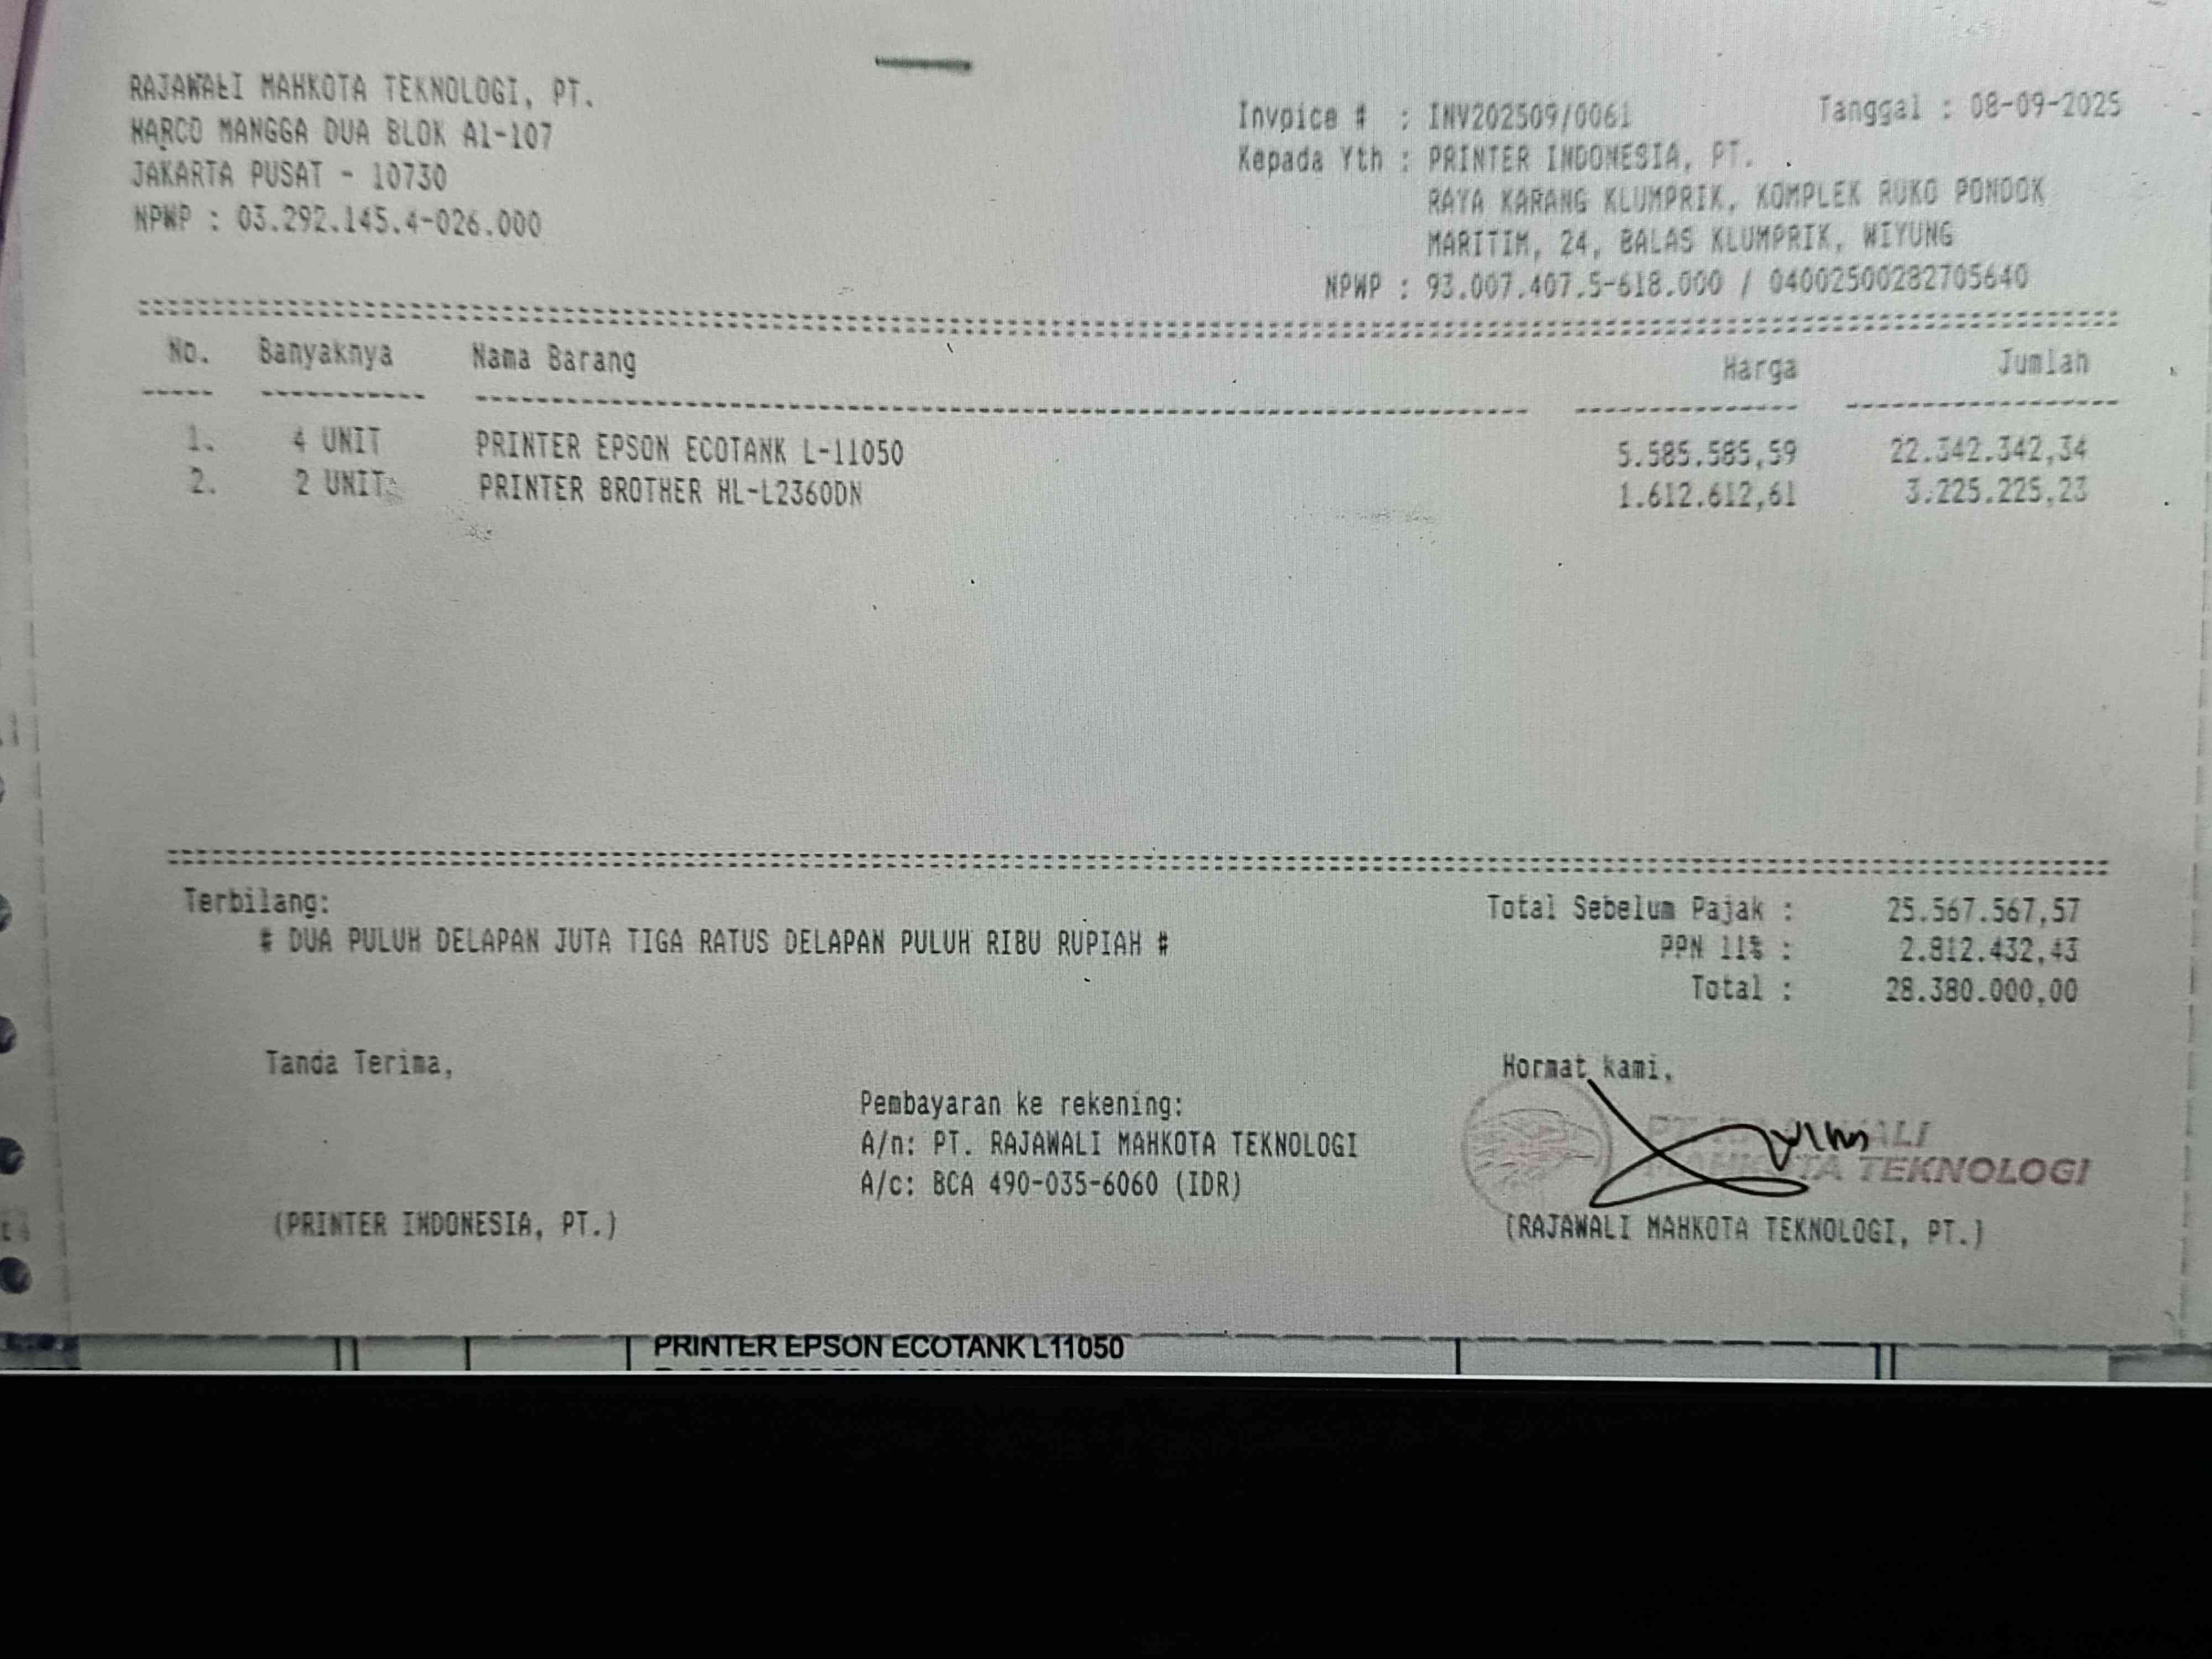 RAJAWALI MAHKOTA TEKNOLOGI, PT.
HARCO MANGGA DUA BLOK A1-107
JAKARTA PUSAT - 10730
NPWP : 03.292.145.4-026.000
Invoice # : INV202509/0061 Tanggal : 08-09-2025
Kepada Yth : PRINTER INDONESIA, PT.
RAYA KARANG KLUMPRIK, KOMPLEK RUKO PONDOK
MARITIM, 24, BALAS KLUMPRIK, WIYUNG
NPWP : 93.007.407.5-618.000 / 04002500282705640
No. Banyaknya Nama Barang Harga Jumlah
1. 4 UNIT PRINTER EPSON ECOTANK L-11050 5.585.585,59 22.342.342,34
2. 2 UNIT PRINTER BROTHER HL-L2360DN 1.612.612,61 3.225.225,23
Terbilang:
# DUA PULUH DELAPAN JUTA TIGA RATUS DELAPAN PULUH RIBU RUPIAH #
Total Sebelum Pajak : 25.567.567,57
PPN 11% : 2.812.432,43
Total : 28.380.000,00
Tanda Terima,
(PRINTER INDONESIA, PT.)
Pembayaran ke rekening:
A/n: PT. RAJAWALI MAHKOTA TEKNOLOGI
A/c: BCA 490-035-6060 (IDR)
Hormat kami,
PT. RAJAWALI
MAHKOTA TEKNOLOGI
(RAJAWALI MAHKOTA TEKNOLOGI, PT.)
PRINTER EPSON ECOTANK L11050